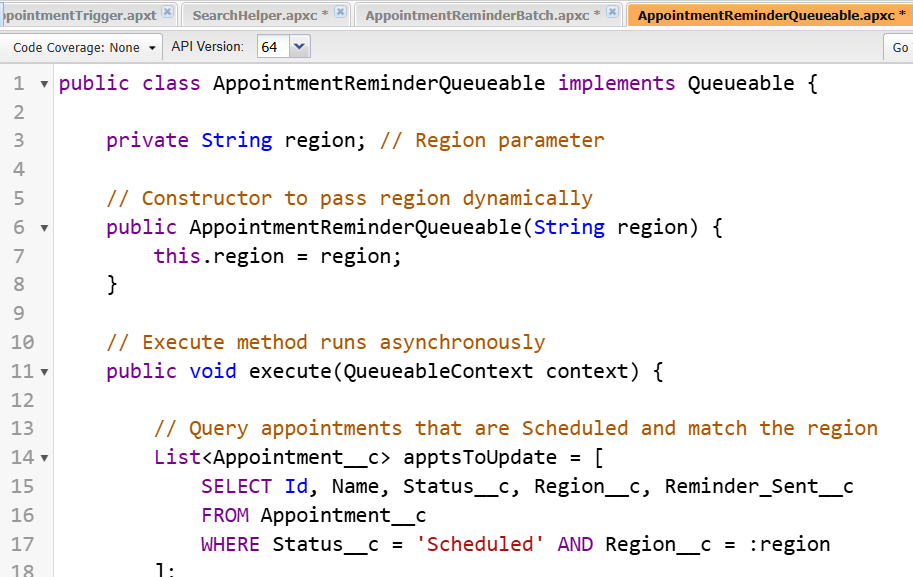 ppointmentTrigger.apxt SearchHelper.apxc * AppointmentReminderBatch.apxc * AppointmentReminderQueueable.apxc *
Code Coverage: None API Version: 64 Go
1 public class AppointmentReminderQueueable implements Queueable {
2
3 private String region; // Region parameter
4
5 // Constructor to pass region dynamically
6 public AppointmentReminderQueueable(String region) {
7 this.region = region;
8 }
9
10 // Execute method runs asynchronously
11 public void execute(QueueableContext context) {
12
13 // Query appointments that are Scheduled and match the region
14 List<Appointment__c> apptsToUpdate = [
15 SELECT Id, Name, Status__c, Region__c, Reminder_Sent__c
16 FROM Appointment__c
17 WHERE Status__c = 'Scheduled' AND Region__c = :region
18 ];